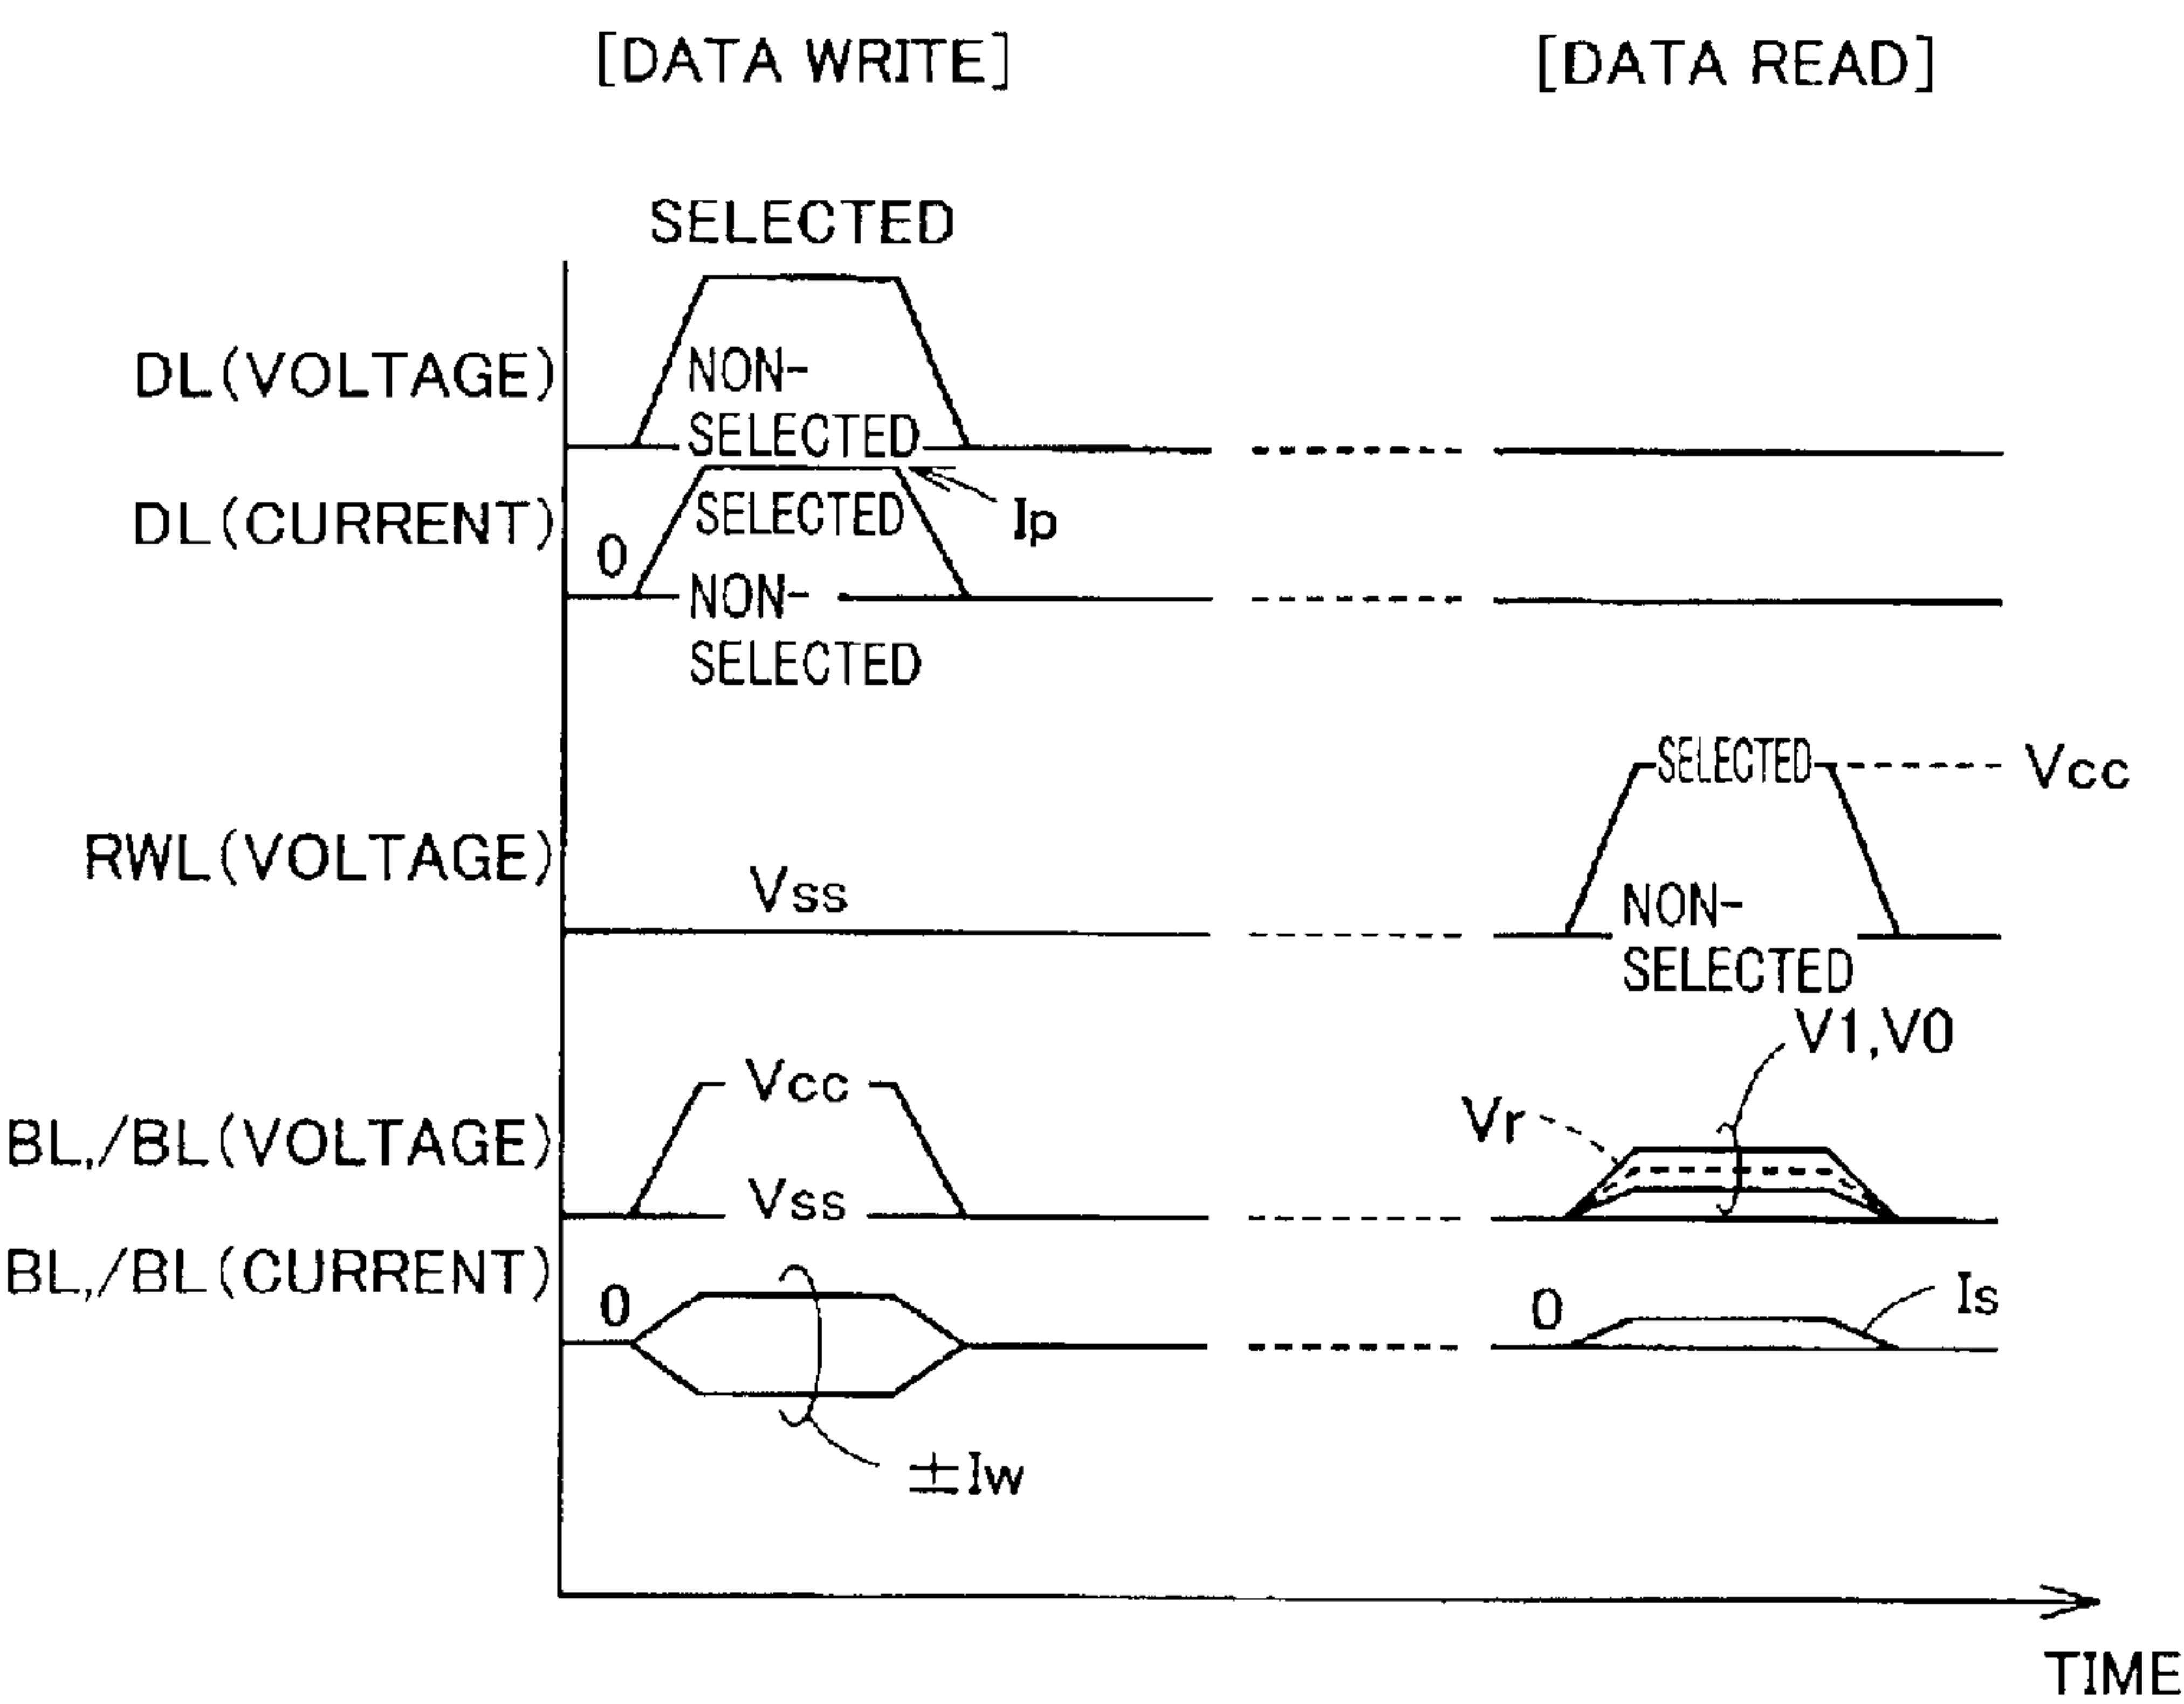 [DATA WRITE]
[DATA READ]
SELECTED
DL(VOLTAGE)
NON-
SELECTED
DL(CURRENT)
0
SELECTED
Ip
NON-
SELECTED
RWL(VOLTAGE)
Vss
SELECTED
Vcc
NON-
SELECTED
V1,V0
BL,/BL(VOLTAGE)
Vcc
Vss
Vr
BL,/BL(CURRENT)
0
±Iw
0
Is
TIME